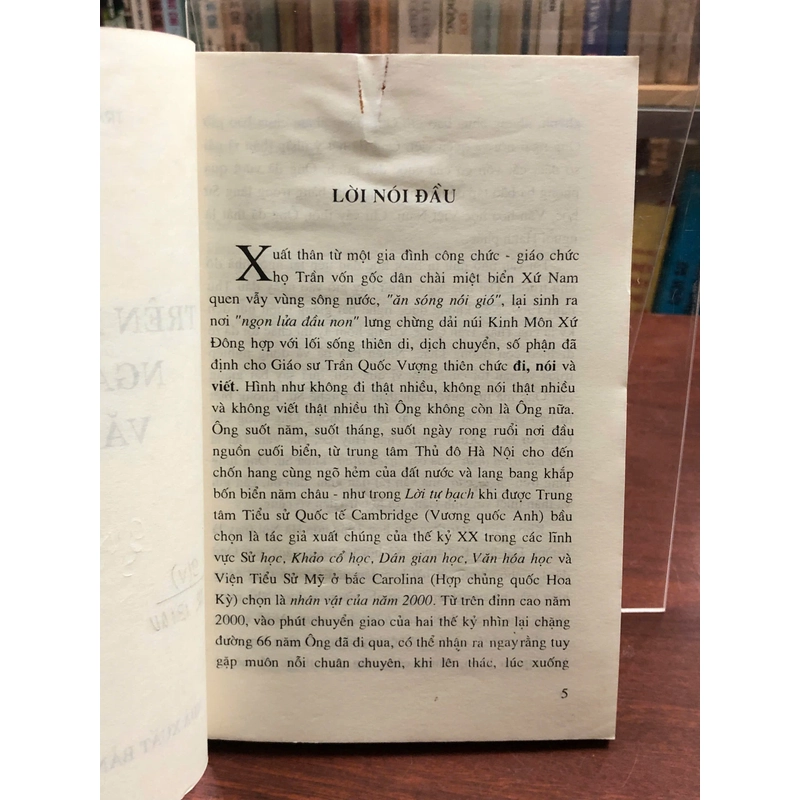 LỜI NÓI ĐẦU
Xuất thân từ một gia đình công chức - giáo chức
họ Trần vốn gốc dân chài miệt biển Xứ Nam
quen vẫy vùng sông nước, "ăn sóng nói gió", lại sinh ra
nơi "ngọn lửa đầu non" lưng chừng dải núi Kinh Môn Xứ
Đông hợp với lối sống thiên di, dịch chuyển, số phận đã
định cho Giáo sư Trần Quốc Vượng thiên chức đi, nói và
viết. Hình như không đi thật nhiều, không nói thật nhiều
và không viết thật nhiều thì Ông không còn là Ông nữa.
Ông suốt năm, suốt tháng, suốt ngày rong ruổi nơi đầu
nguồn cuối biển, từ trung tâm Thủ đô Hà Nội cho đến
chốn hang cùng ngõ hẻm của đất nước và lang bang khắp
bốn biển năm châu - như trong Lời tự bạch khi được Trung
tâm Tiểu sử Quốc tế Cambridge (Vương quốc Anh) bầu
chọn là tác giả xuất chúng của thế kỷ XX trong các lĩnh
vực Sử học, Khảo cổ học, Dân gian học, Văn hóa học và
Viện Tiểu Sử Mỹ ở bắc Carolina (Hợp chủng quốc Hoa
Kỳ) chọn là nhân vật của năm 2000. Từ trên đỉnh cao năm
2000, vào phút chuyển giao của hai thế kỷ nhìn lại chặng
đường 66 năm Ông đã đi qua, có thể nhận ra ngay rằng tuy
gặp muôn nỗi chuân chuyên, khi lên thác, lúc xuống
5
TRÊN
NGÀ
VĂ
XUẤT BẢN